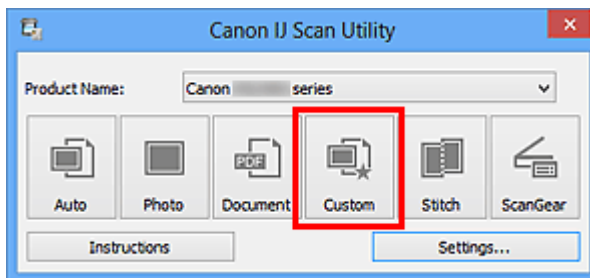 Canon IJ Scan Utility
Product Name: Canon series
PDF
Auto Photo Document Custom Stitch ScanGear
Instructions Settings...